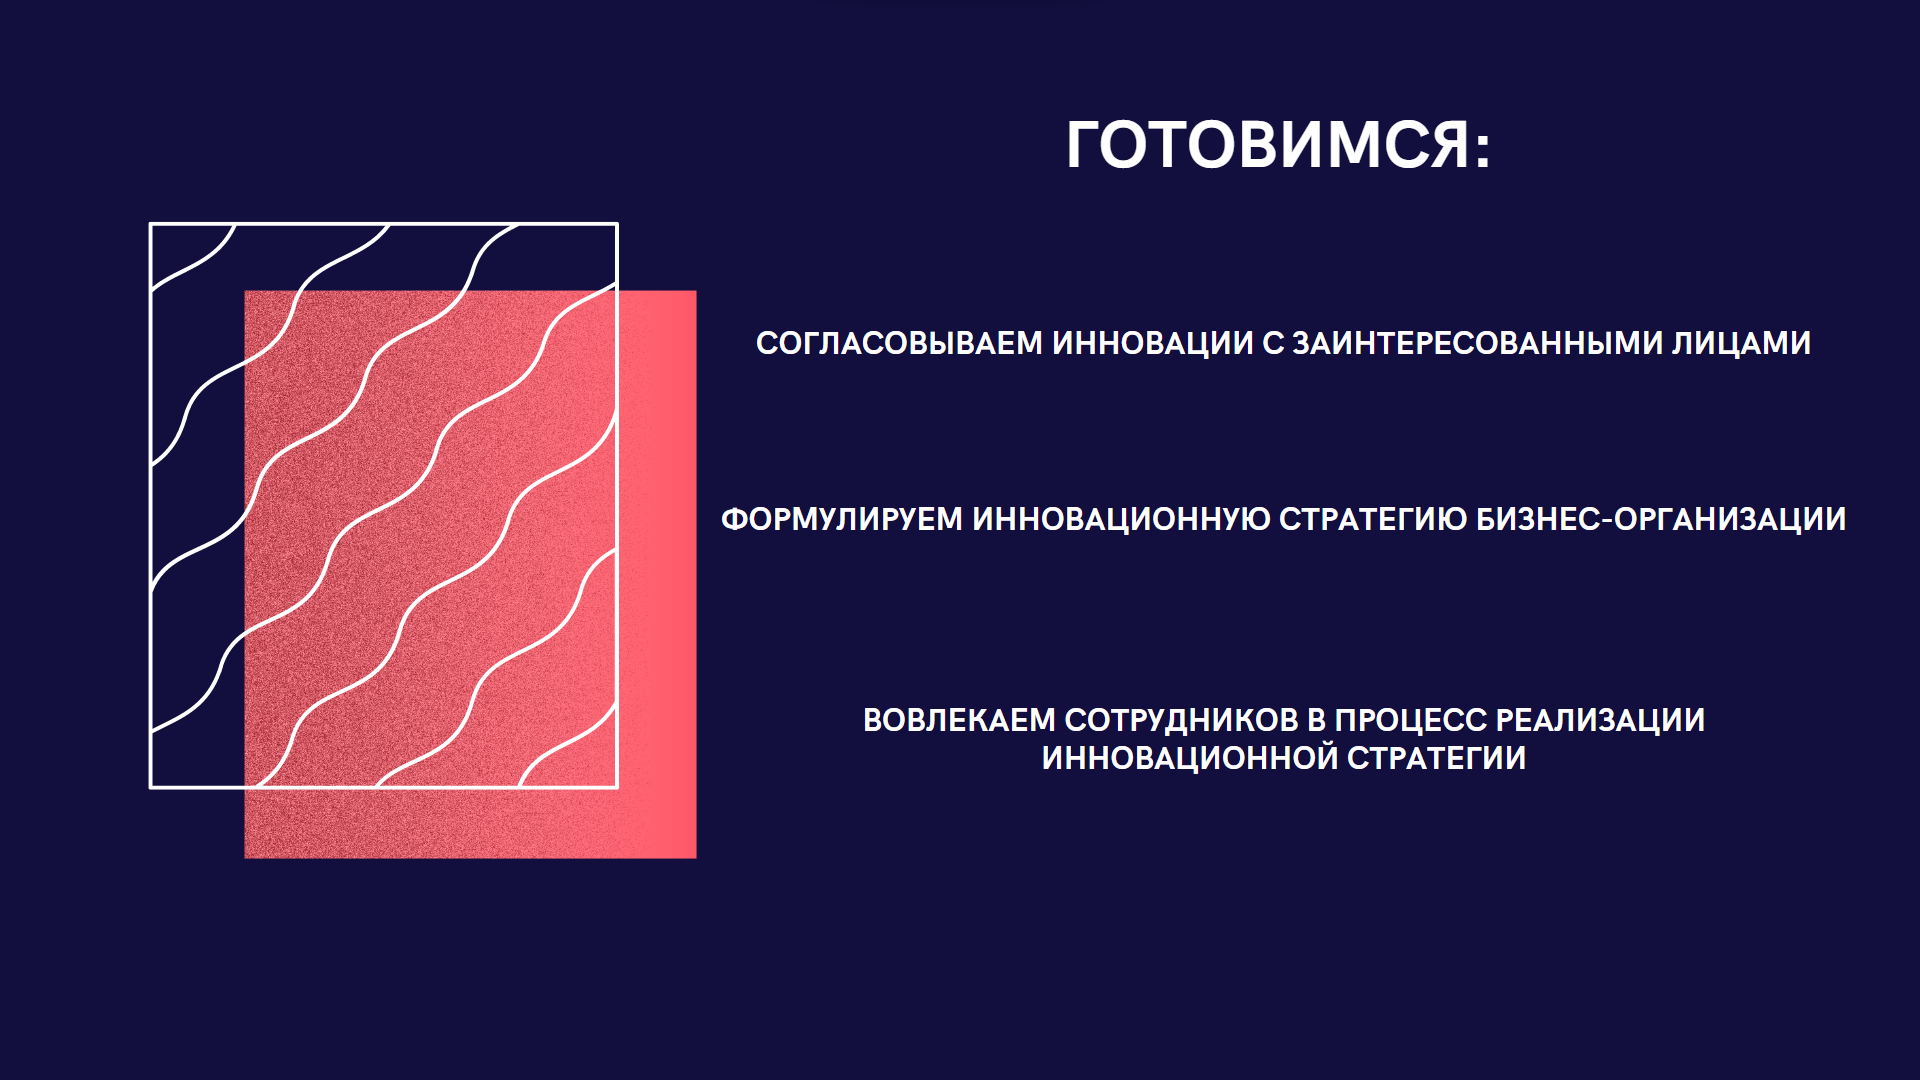 ГОТОВИМСЯ:
СОГЛАСОВЫВАЕМ ИННОВАЦИИ С ЗАИНТЕРЕСОВАННЫМИ ЛИЦАМИ
ФОРМУЛИРУЕМ ИННОВАЦИОННУЮ СТРАТЕГИЮ БИЗНЕС-ОРГАНИЗАЦИИ
ВОВЛЕКАЕМ СОТРУДНИКОВ В ПРОЦЕСС РЕАЛИЗАЦИИ
ИННОВАЦИОННОЙ СТРАТЕГИИ